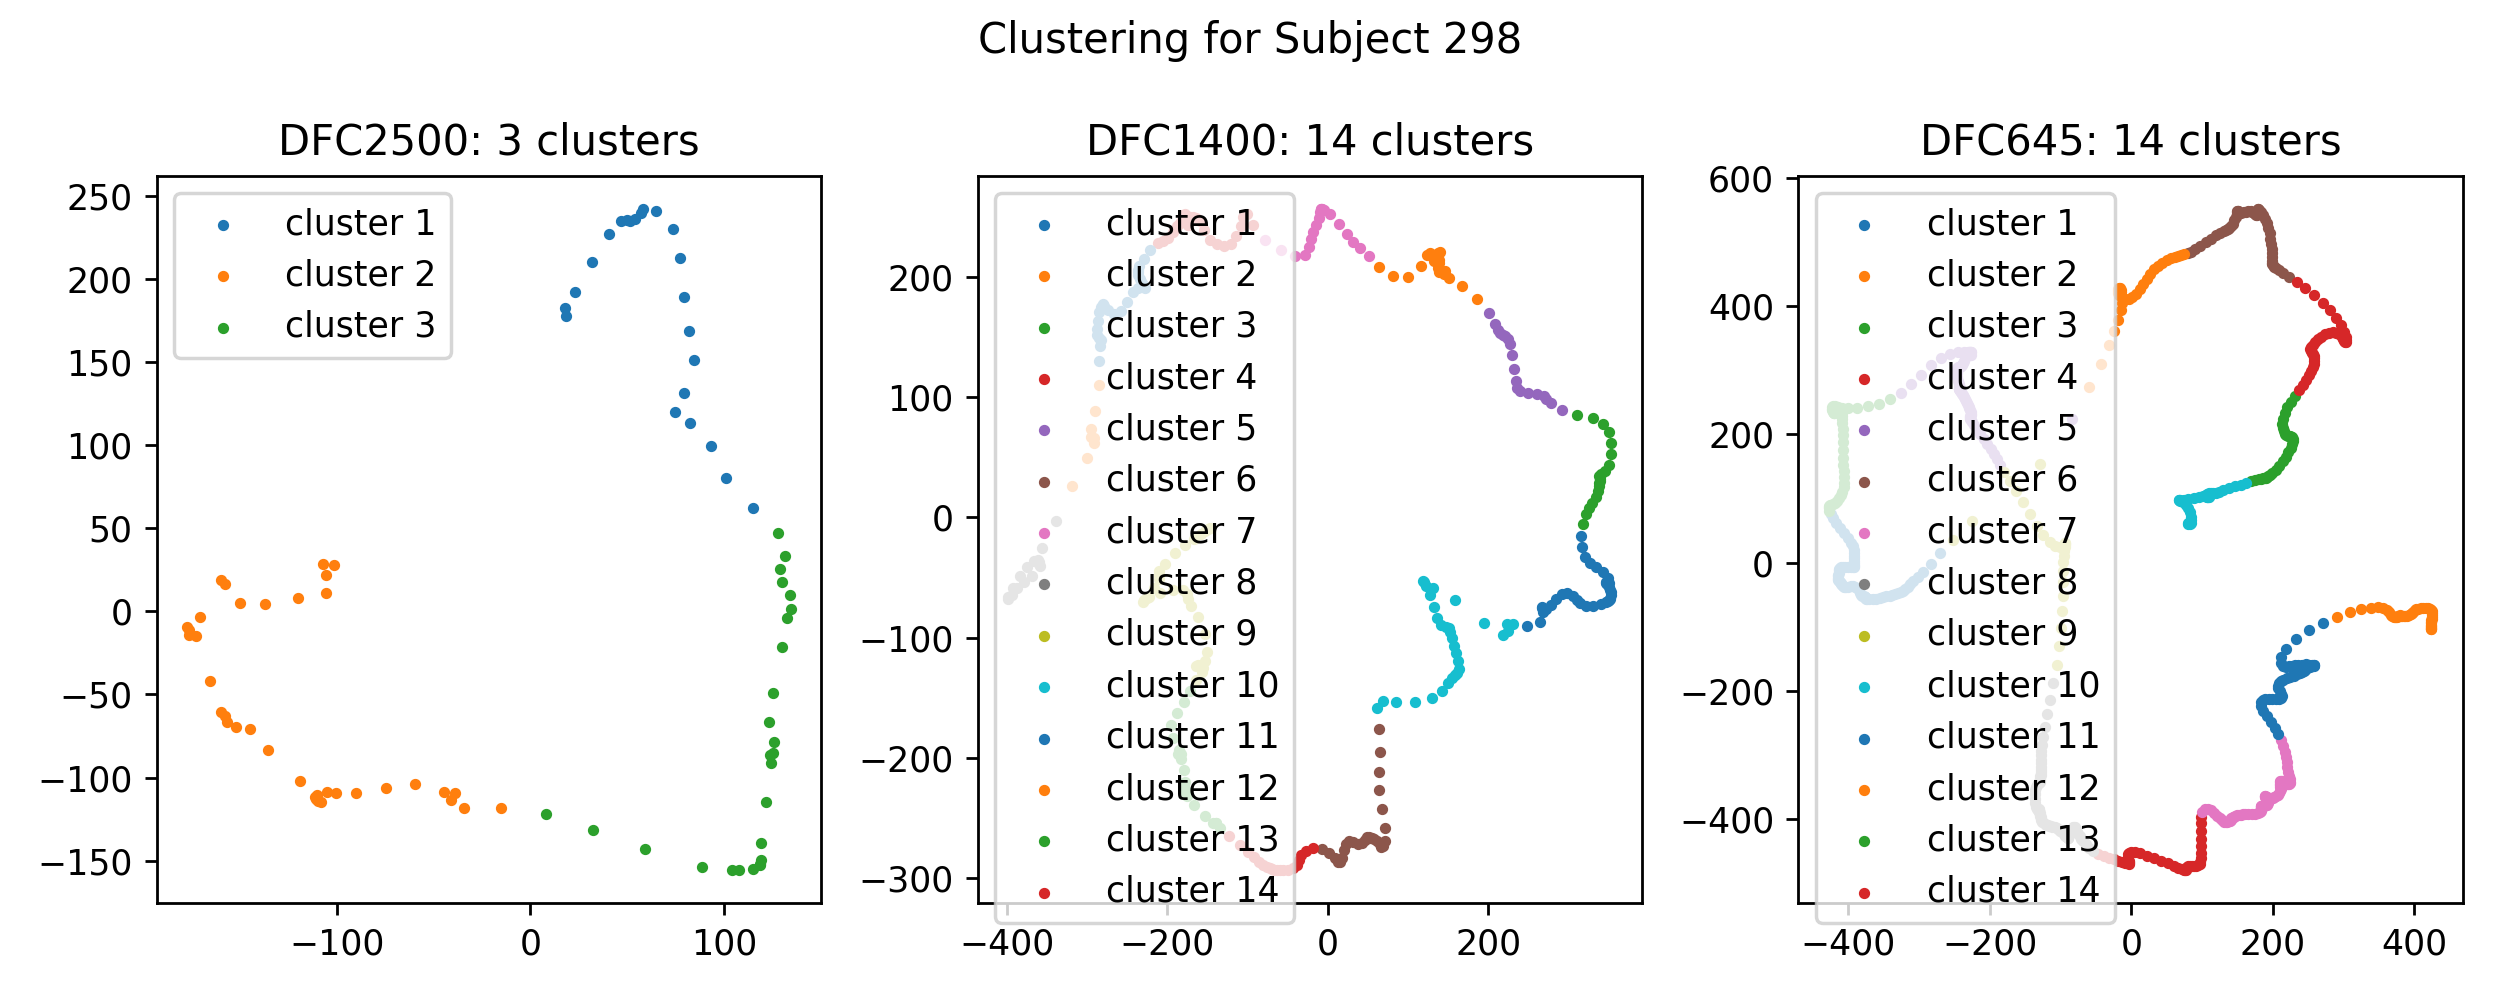 Clustering for Subject 298
DFC2500: 3 clusters
250
200
150
100
50
0
−50
−100
−150
−100
0
100
cluster 1
cluster 2
cluster 3
DFC1400: 14 clusters
200
100
0
−100
−200
−300
−400
−200
0
200
cluster 1
cluster 2
cluster 3
cluster 4
cluster 5
cluster 6
cluster 7
cluster 8
cluster 9
cluster 10
cluster 11
cluster 12
cluster 13
cluster 14
DFC645: 14 clusters
600
400
200
0
−200
−400
−400
−200
0
200
400
cluster 1
cluster 2
cluster 3
cluster 4
cluster 5
cluster 6
cluster 7
cluster 8
cluster 9
cluster 10
cluster 11
cluster 12
cluster 13
cluster 14